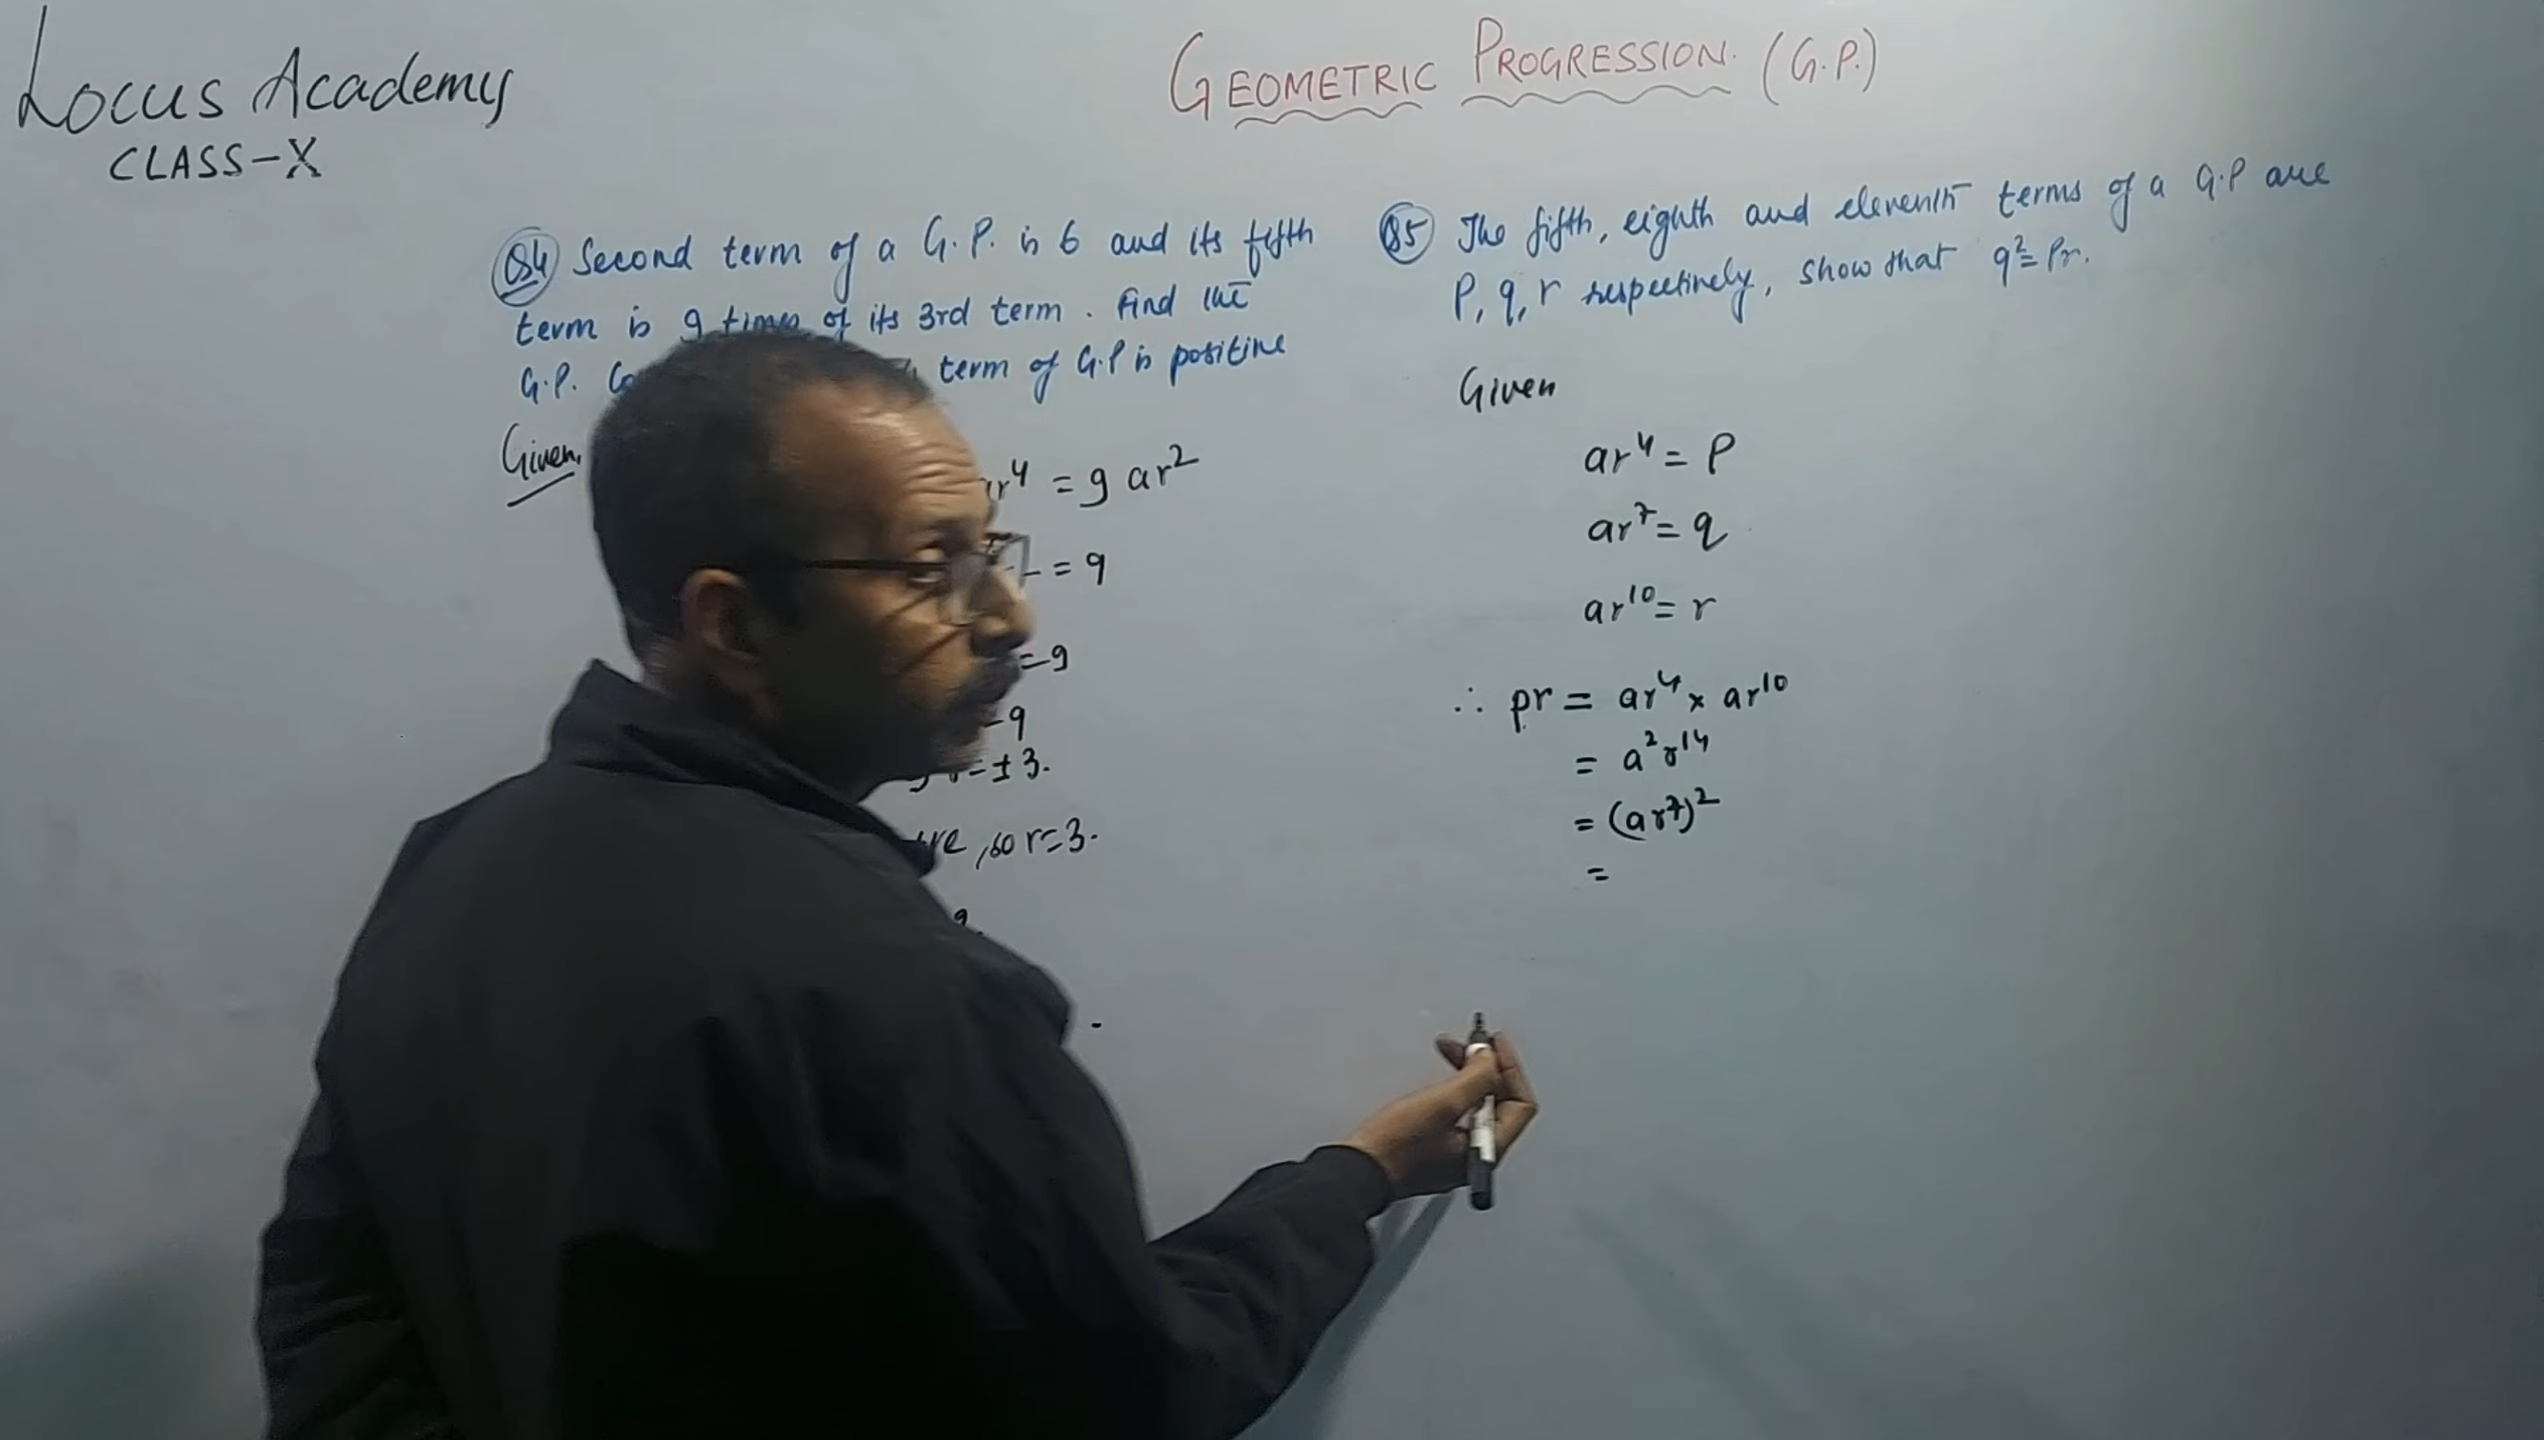 Locus Academy
CLASS-X
GEOMETRIC PROGRESSION. (G.P.)
Q4 Second term of a G.P. is 6 and its fifth
term is 9 times of its 3rd term. Find the
G.P. term of G.P is positive
Given,
r⁴ = 9 ar²
= 9
=9
9
r=±3.
+ve, so r=3.
Q5 The fifth, eighth and eleventh terms of a G.P are
P, q, r respectively, show that q²=Pr.
Given
ar⁴= P
ar⁷= q
ar¹⁰= r
∴ pr = ar⁴ × ar¹⁰
= a²r¹⁴
= (ar⁷)²
=